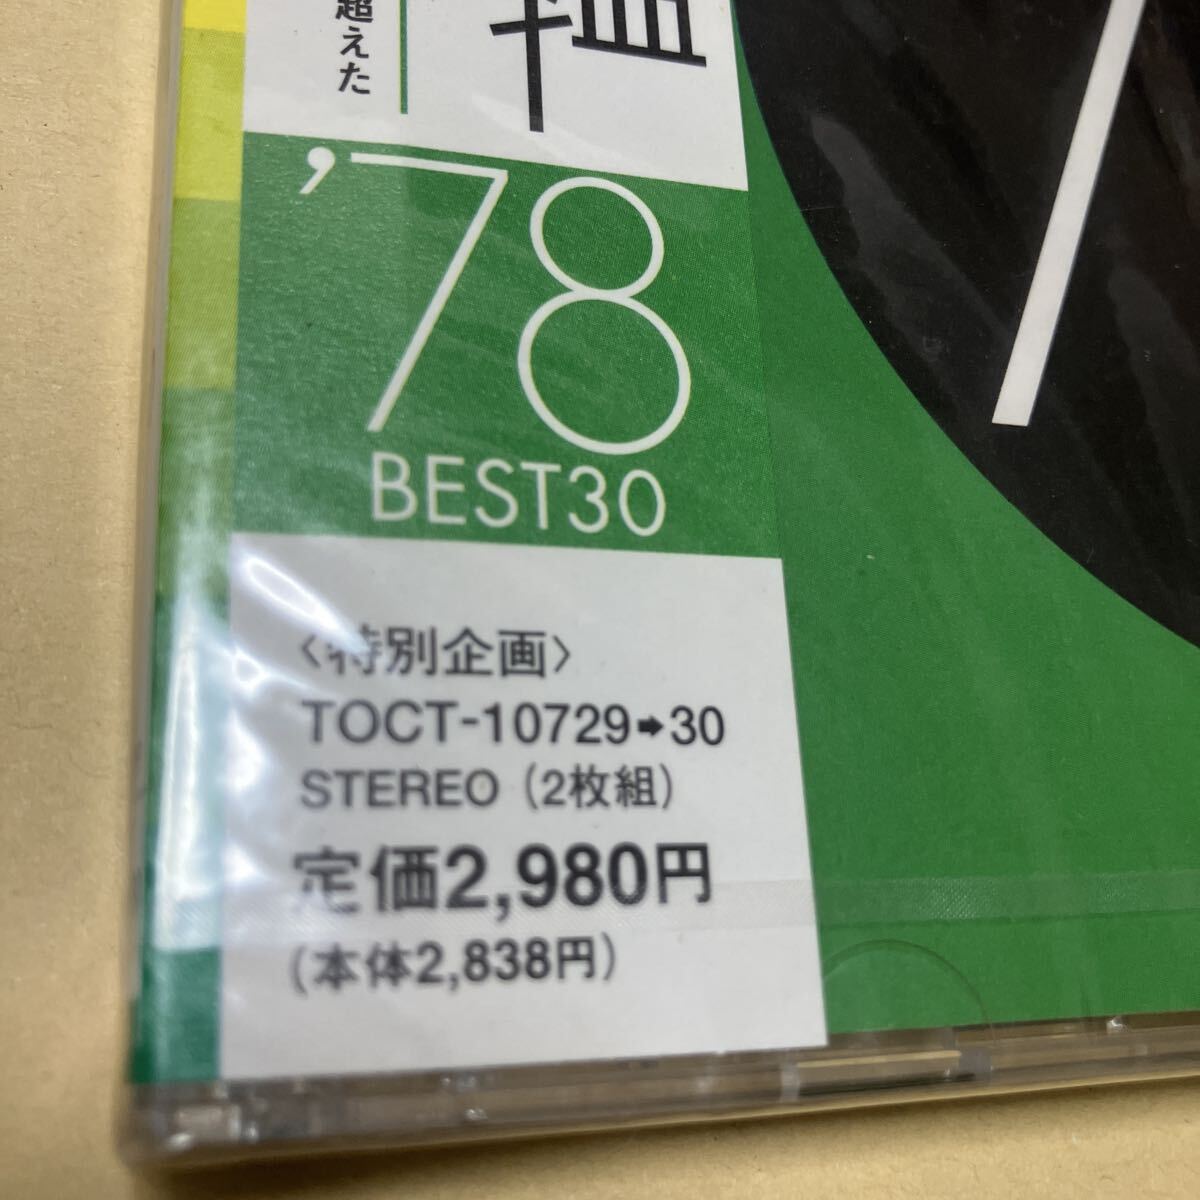 超えた
'78
BEST30
〈特別企画〉
TOCT-10729➡30
STEREO (2枚組)
定価2,980円
(本体2,838円)